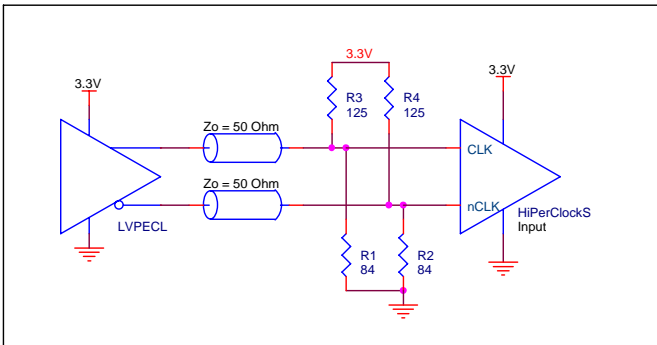 3.3V
3.3V
3.3V
R3
125
R4
125
Zo = 50 Ohm
CLK
Zo = 50 Ohm
nCLK
LVPECL
HiPerClockS
Input
R1
84
R2
84